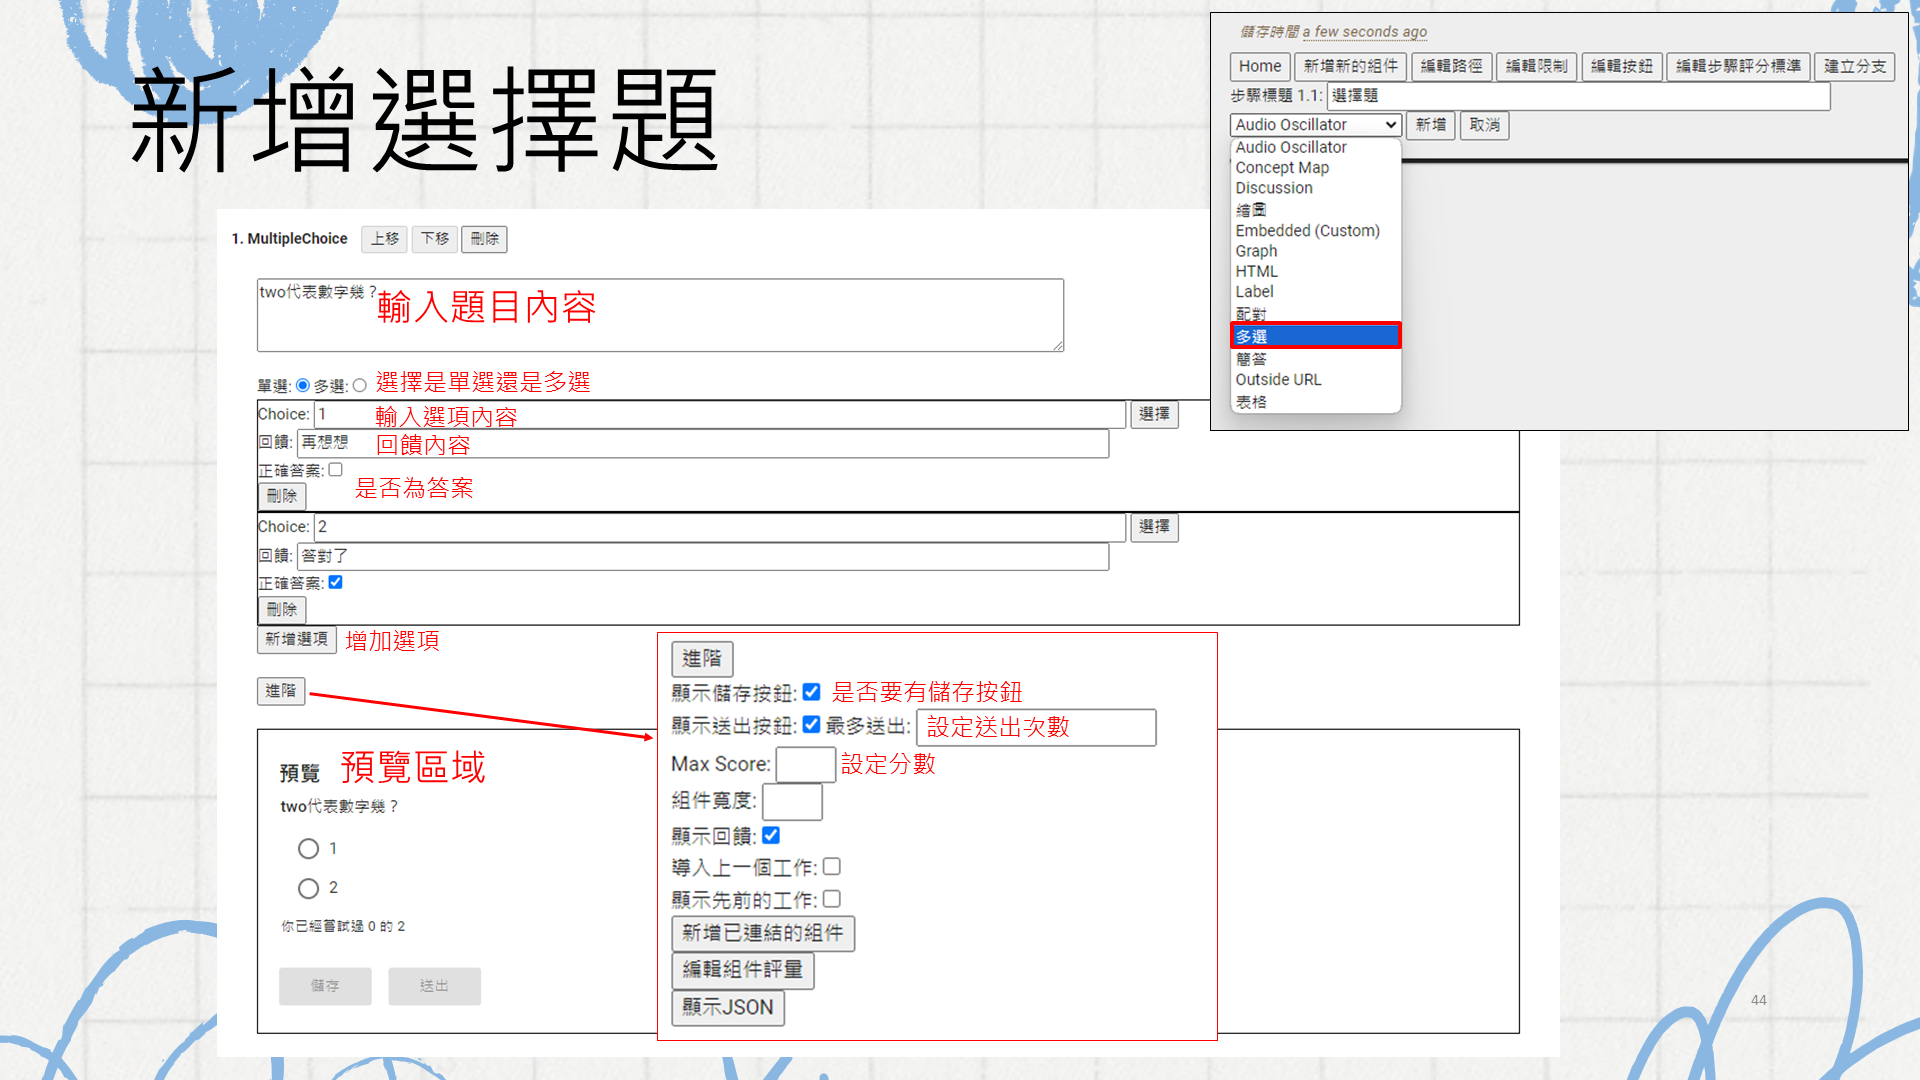 新增選擇題
儲存時間 a few seconds ago
Home 新增新的組件 編輯路徑 編輯限制 編輯按鈕 編輯步驟評分標準 建立分支
步驟標題 1.1: 選擇題
Audio Oscillator 新增 取消
Audio Oscillator
Concept Map
Discussion
繪圖
Embedded (Custom)
Graph
HTML
Label
配對
多選
簡答
Outside URL
表格
1. MultipleChoice 上移 下移 刪除
two代表數字幾？ 輸入題目內容
單選: 多選: 選擇是單選還是多選
Choice: 1 輸入選項內容 選擇
回饋: 再想想 回饋內容
正確答案:
是否為答案
刪除
Choice: 2 選擇
回饋: 答對了
正確答案:
刪除
新增選項 增加選項
進階
進階
顯示儲存按鈕: 是否要有儲存按鈕
顯示送出按鈕: 最多送出: 設定送出次數
Max Score: 設定分數
組件寬度:
顯示回饋:
導入上一個工作:
顯示先前的工作:
新增已連結的組件
編輯組件評量
顯示JSON
預覽 預覽區域
two代表數字幾？
1
2
你已經嘗試過 0 的 2
儲存 送出
44